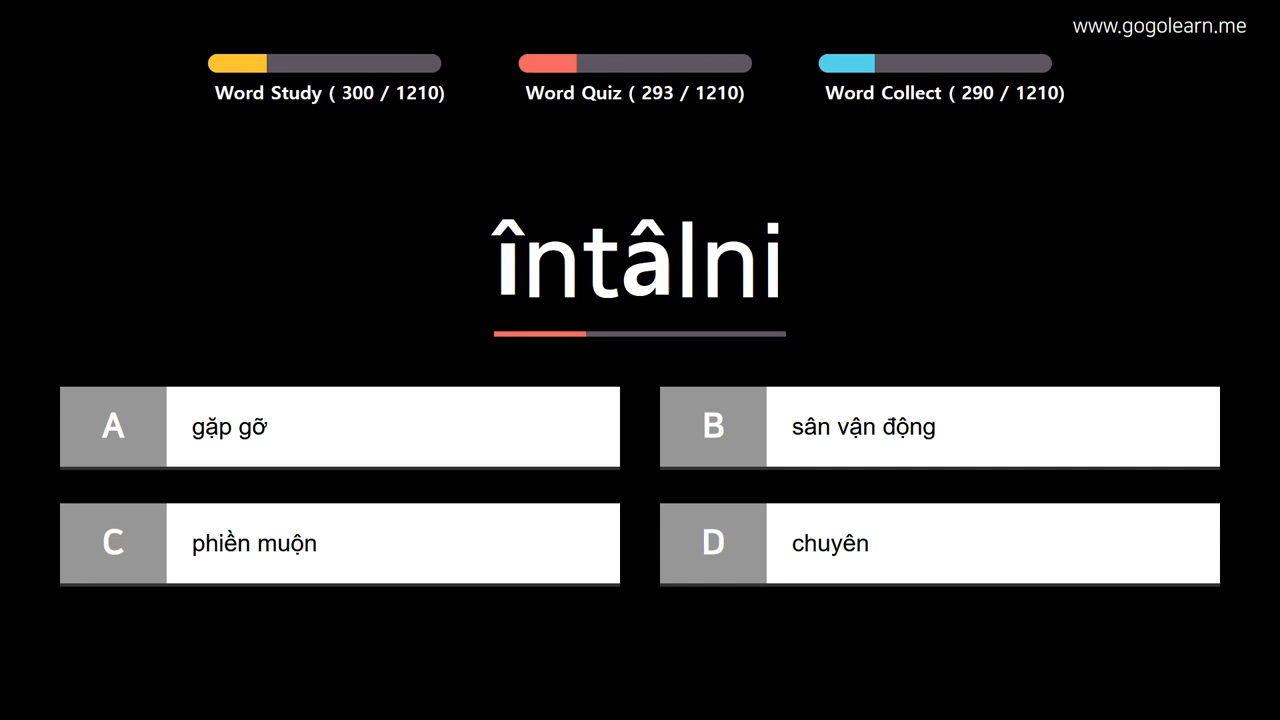 www.gogolearn.me
Word Study ( 300 / 1210)
Word Quiz ( 293 / 1210)
Word Collect ( 290 / 1210)
întâlni
A
gặp gỡ
B
sân vận động
C
phiền muộn
D
chuyên